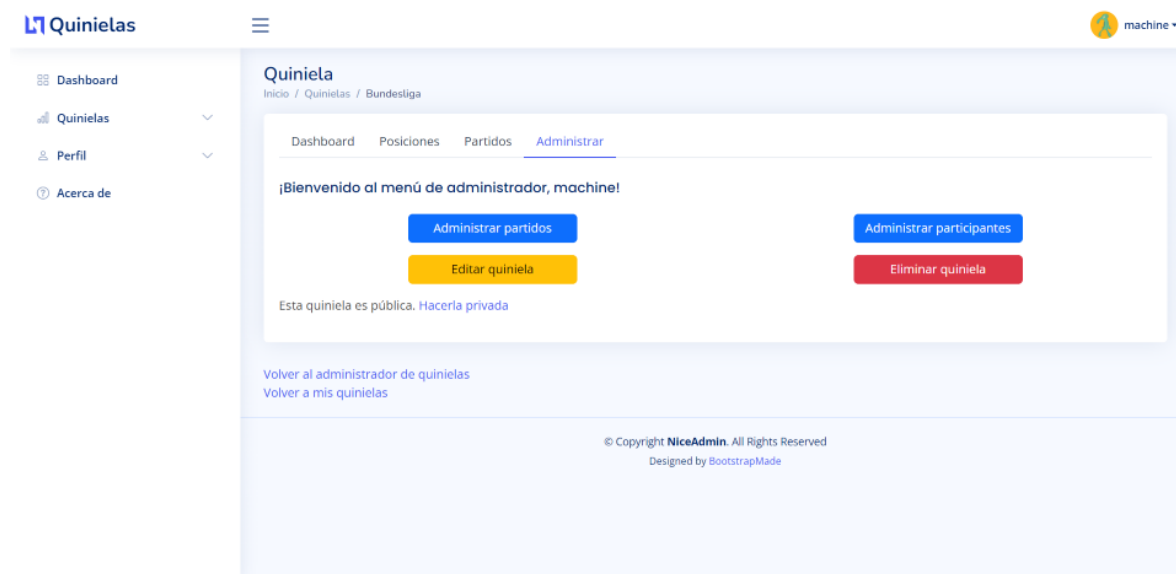 Quinielas
machine
Dashboard
Quinielas
Perfil
Acerca de
Quiniela
Inicio / Quinielas / Bundesliga
Dashboard Posiciones Partidos Administrar
¡Bienvenido al menú de administrador, machine!
Administrar partidos Administrar participantes
Editar quiniela Eliminar quiniela
Esta quiniela es pública. Hacerla privada
Volver al administrador de quinielas
Volver a mis quinielas
© Copyright NiceAdmin. All Rights Reserved
Designed by BootstrapMade